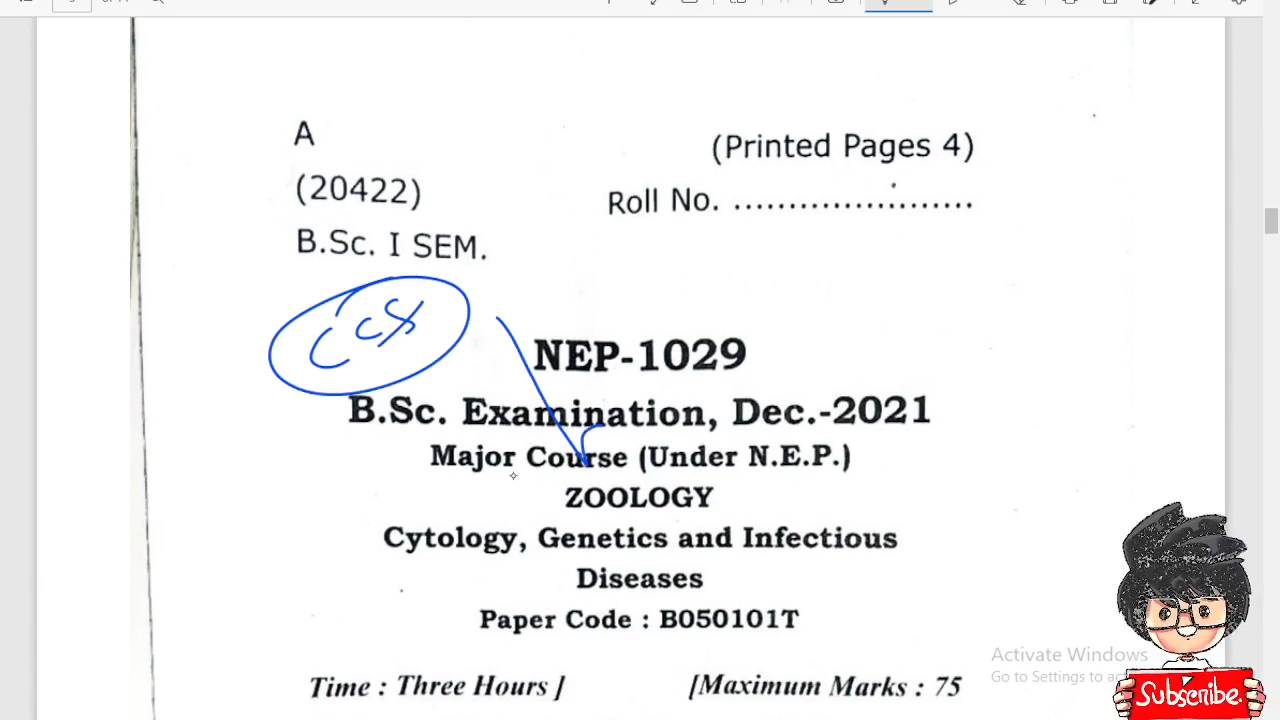 A
(Printed Pages 4)
(20422)
Roll No. ......................
B.Sc. I SEM.
NEP-1029
B.Sc. Examination, Dec.-2021
Major Course (Under N.E.P.)
ZOOLOGY
Cytology, Genetics and Infectious
Diseases
Paper Code : B050101T
Time : Three Hours ]
[Maximum Marks : 75
Activate Windows
Go to Settings to
Subscribe.